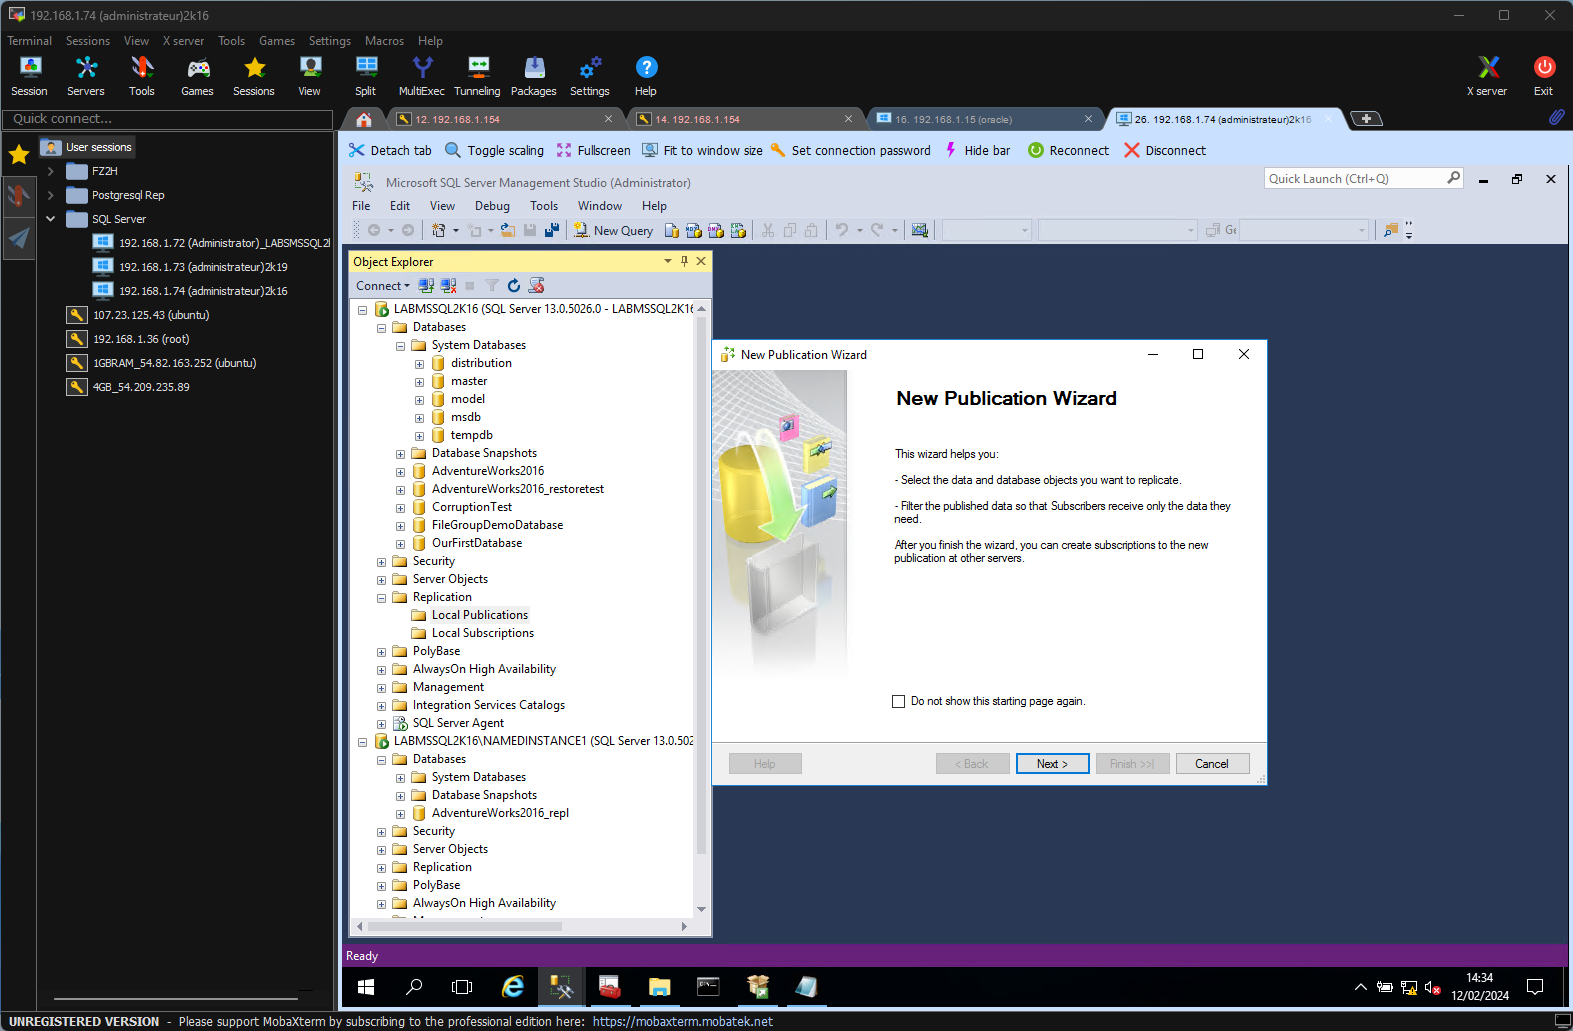 192.168.1.74 (administrateur)2k16
Terminal Sessions View X server Tools Games Settings Macros Help
Session Servers Tools Games Sessions View Split MultiExec Tunneling Packages Settings Help X server Exit
Quick connect...
12. 192.168.1.154
14. 192.168.1.154
16. 192.168.1.15 (oracle)
26. 192.168.1.74 (administrateur)2k16
User sessions
FZ2H
Postgresql Rep
SQL Server
192.168.1.72 (Administrator)_LABSMSSQL2
192.168.1.73 (administrateur)2k19
192.168.1.74 (administrateur)2k16
107.23.125.43 (ubuntu)
192.168.1.36 (root)
1GBRAM_54.82.163.252 (ubuntu)
4GB_54.209.235.89
Detach tab Toggle scaling Fullscreen Fit to window size Set connection password Hide bar Reconnect Disconnect
Microsoft SQL Server Management Studio (Administrator)
Quick Launch (Ctrl+Q)
File Edit View Debug Tools Window Help
New Query
Object Explorer
Connect
LABMSSQL2K16 (SQL Server 13.0.5026.0 - LABMSSQL2K16
Databases
System Databases
distribution
master
model
msdb
tempdb
Database Snapshots
AdventureWorks2016
AdventureWorks2016_restoretest
CorruptionTest
FileGroupDemoDatabase
OurFirstDatabase
Security
Server Objects
Replication
Local Publications
Local Subscriptions
PolyBase
AlwaysOn High Availability
Management
Integration Services Catalogs
SQL Server Agent
LABMSSQL2K16\NAMEDINSTANCE1 (SQL Server 13.0.502
Databases
System Databases
Database Snapshots
AdventureWorks2016_repl
Security
Server Objects
Replication
PolyBase
AlwaysOn High Availability
New Publication Wizard
New Publication Wizard
This wizard helps you:
- Select the data and database objects you want to replicate.
- Filter the published data so that Subscribers receive only the data they
need.
After you finish the wizard, you can create subscriptions to the new
publication at other servers.
Do not show this starting page again.
Help < Back Next > Finish >>| Cancel
Ready
14:34
12/02/2024
UNREGISTERED VERSION - Please support MobaXterm by subscribing to the professional edition here: https://mobaxterm.mobatek.net